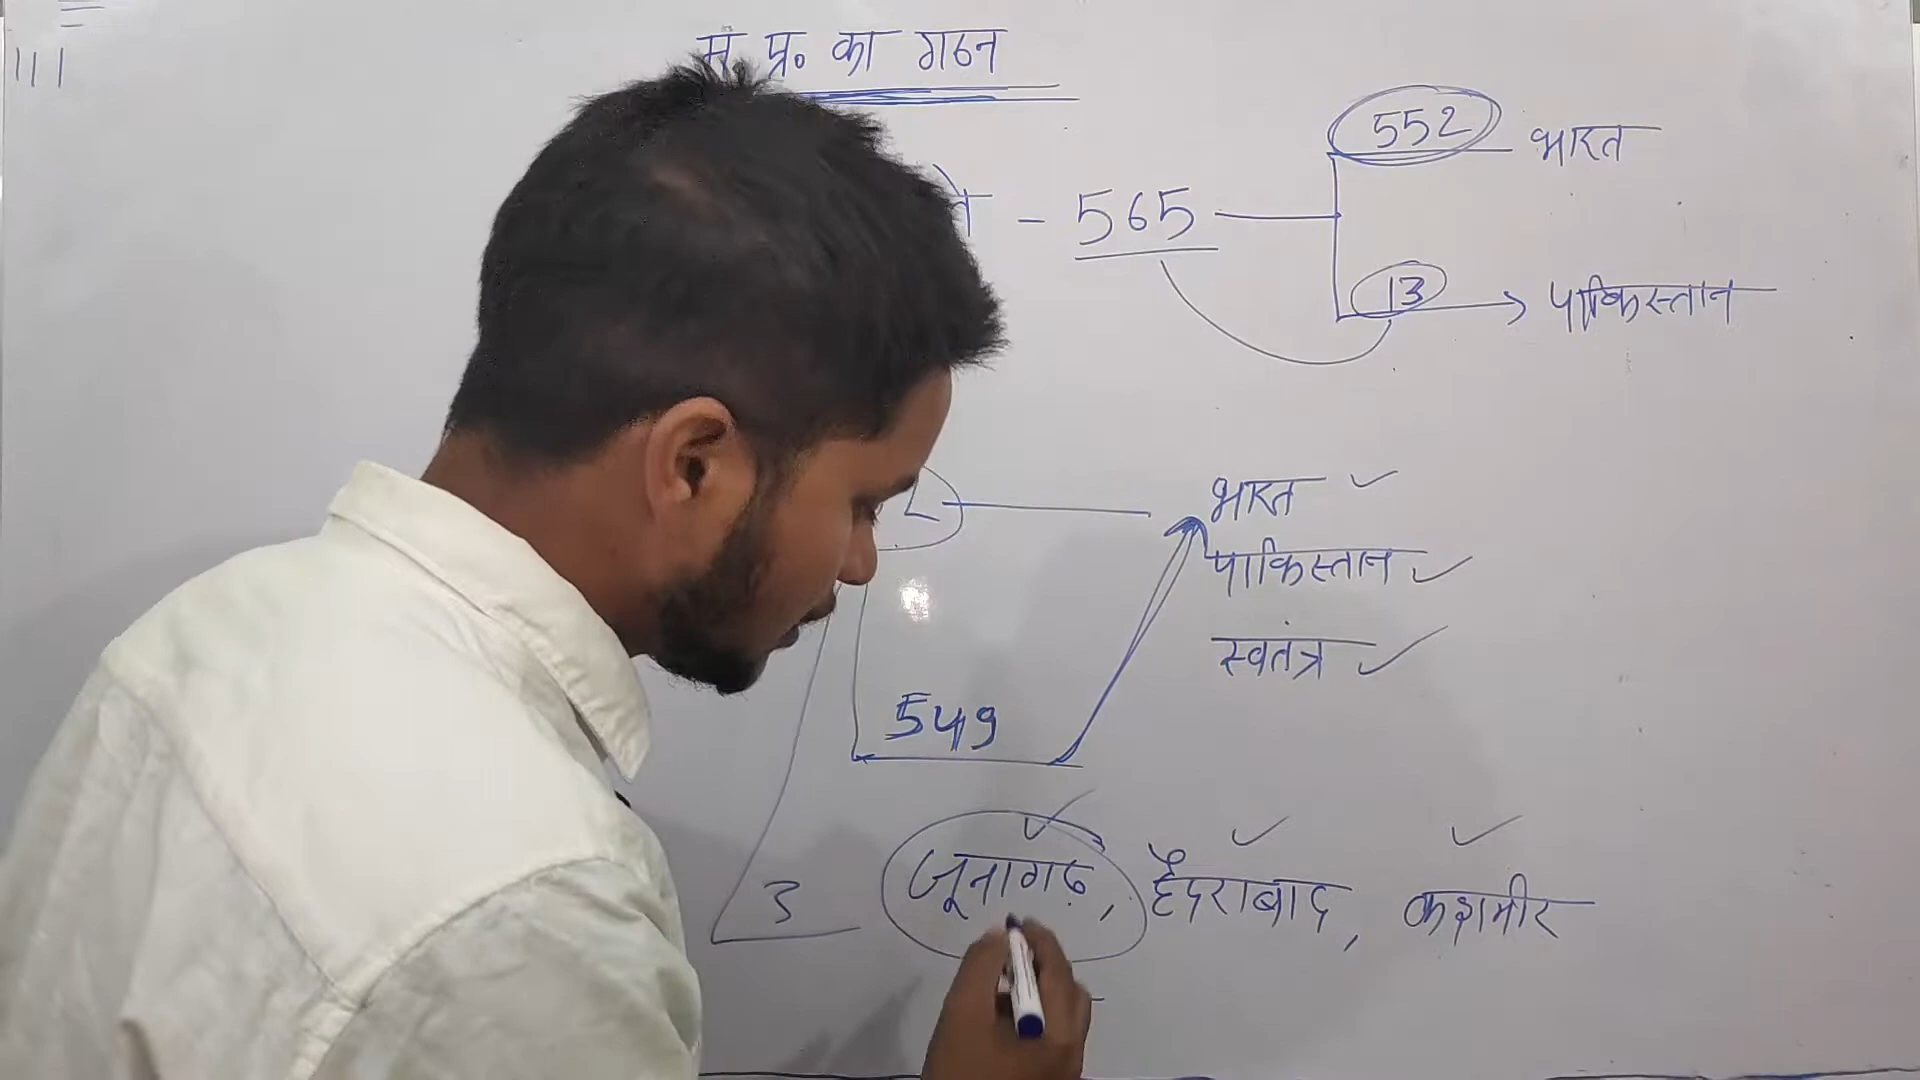 म. प्र० का गठन
552 भारत
- 565
13 पाकिस्तान
भारत
पाकिस्तान
स्वतंत्र
549
3 जूनागढ़, हैदराबाद, कश्मीर